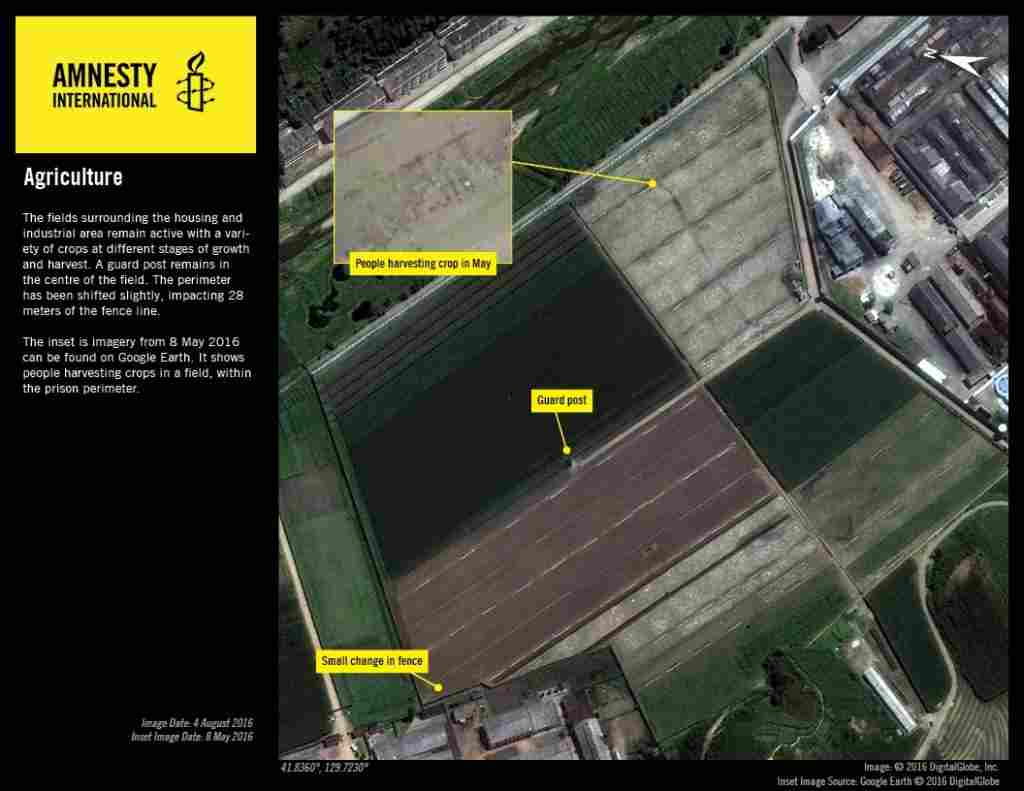 AMNESTY
INTERNATIONAL
Agriculture
The fields surrounding the housing and
industrial area remain active with a vari-
ety of crops at different stages of growth
and harvest. A guard post remains in
the centre of the field. The perimeter
has been shifted slightly, impacting 28
meters of the fence line.
The inset is imagery from 8 May 2016
can be found on Google Earth. It shows
people harvesting crops in a field, within
the prison perimeter.
N
People harvesting crop in May
Guard post
Small change in fence
Image Date: 4 August 2016
Inset Image Date: 8 May 2016
41.8360°, 129.7230°
Image: © 2016 DigitalGlobe, Inc.
Inset Image Source: Google Earth © 2016 DigitalGlobe